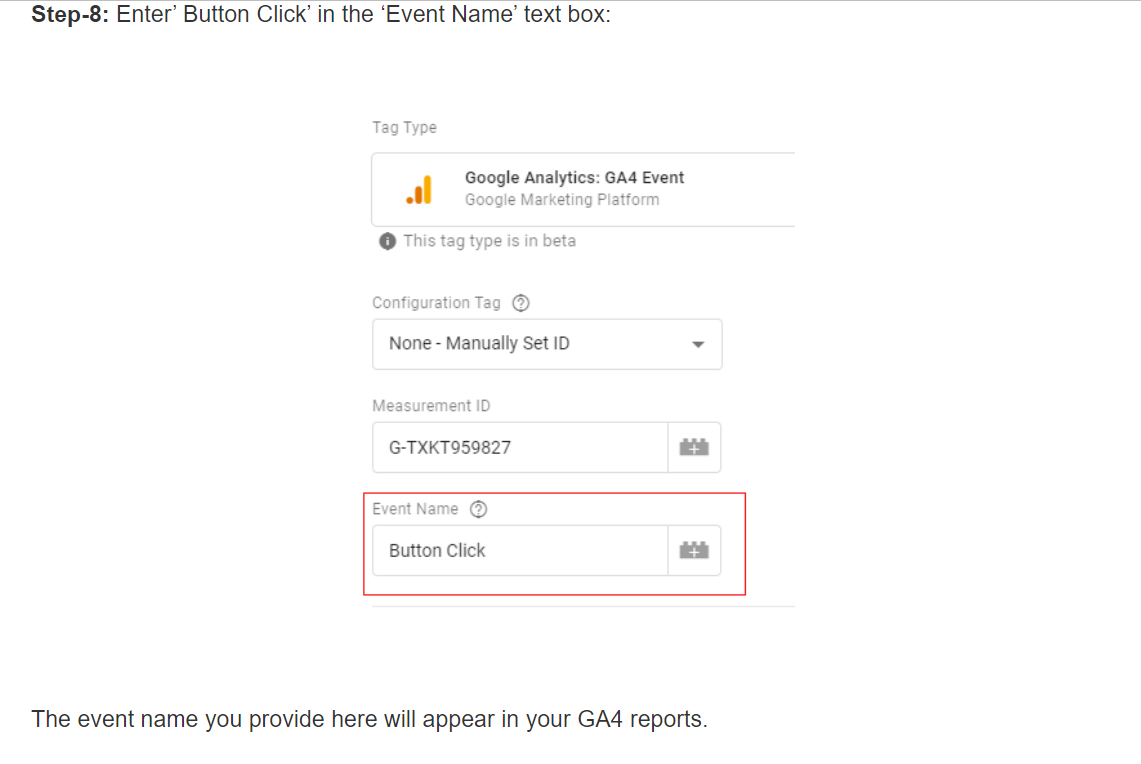 Step-8: Enter’ Button Click’ in the ‘Event Name’ text box:
Tag Type
Google Analytics: GA4 Event
Google Marketing Platform
This tag type is in beta
Configuration Tag
None - Manually Set ID
Measurement ID
G-TXKT959827
Event Name
Button Click
The event name you provide here will appear in your GA4 reports.